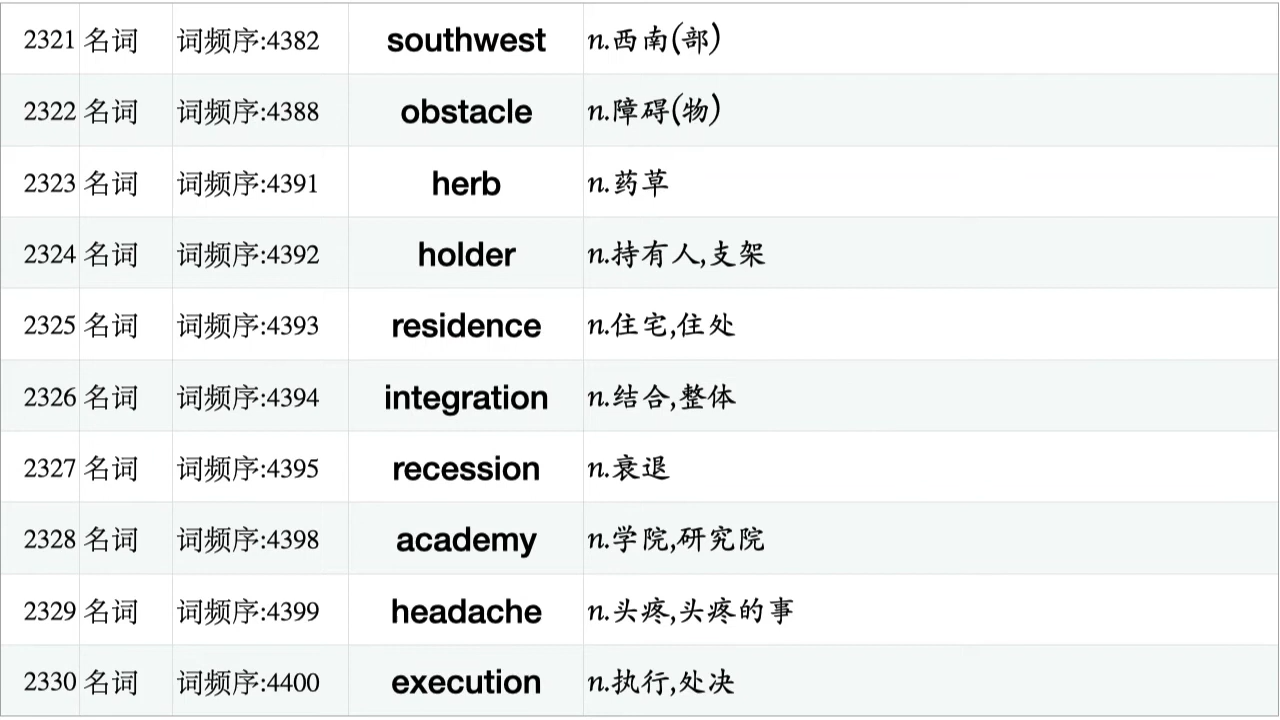 2321 名词 词频序:4382 southwest n.西南(部)
2322 名词 词频序:4388 obstacle n.障碍(物)
2323 名词 词频序:4391 herb n.药草
2324 名词 词频序:4392 holder n.持有人,支架
2325 名词 词频序:4393 residence n.住宅,住处
2326 名词 词频序:4394 integration n.结合,整体
2327 名词 词频序:4395 recession n.衰退
2328 名词 词频序:4398 academy n.学院,研究院
2329 名词 词频序:4399 headache n.头疼,头疼的事
2330 名词 词频序:4400 execution n.执行,处决